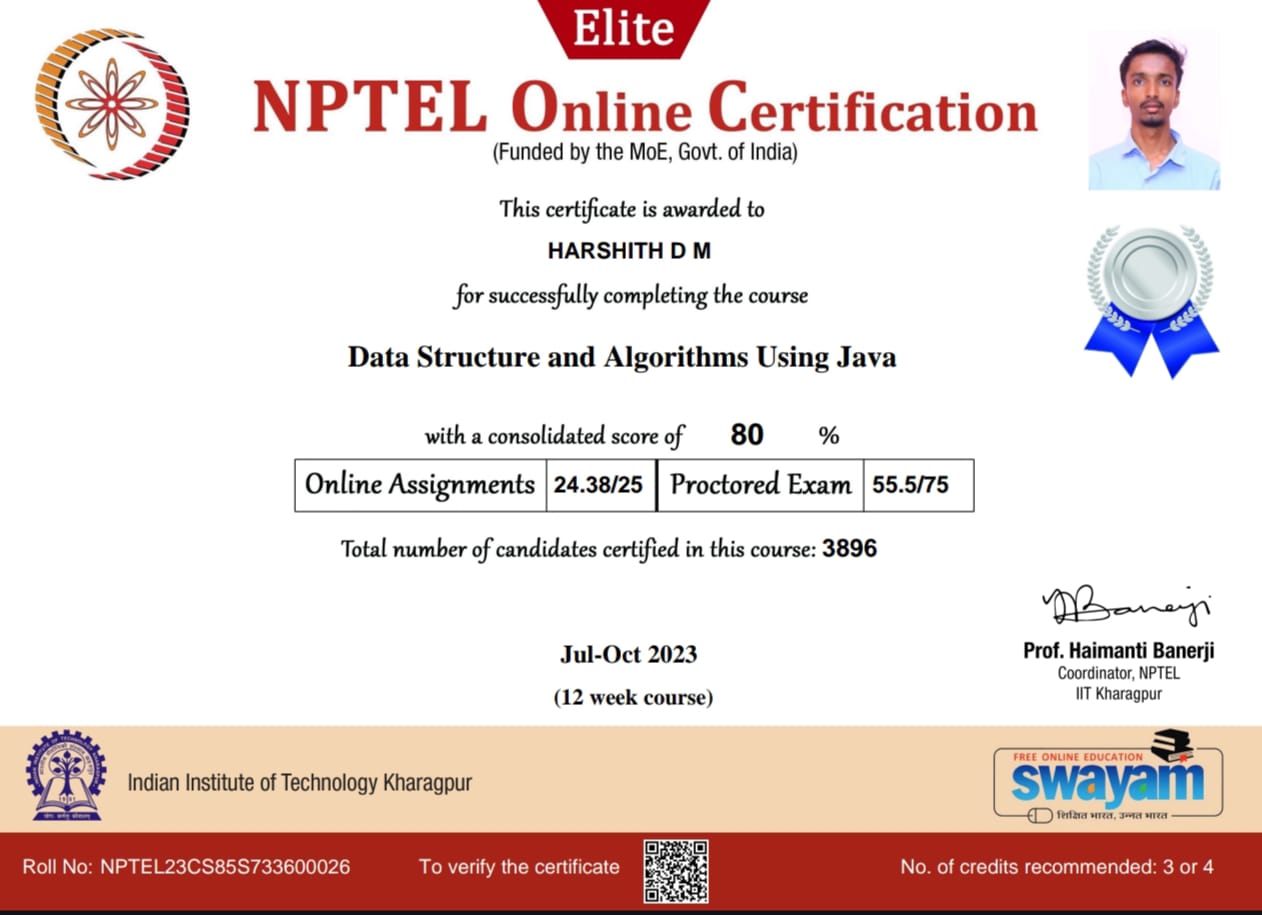 Elite
NPTEL Online Certification
(Funded by the MoE, Govt. of India)
This certificate is awarded to
HARSHITH D M
for successfully completing the course
Data Structure and Algorithms Using Java
with a consolidated score of 80 %
Online Assignments 24.38/25 Proctored Exam 55.5/75
Total number of candidates certified in this course: 3896
Jul-Oct 2023
(12 week course)
Prof. Haimanti Banerji
Coordinator, NPTEL
IIT Kharagpur
Indian Institute of Technology Kharagpur
FREE ONLINE EDUCATION
swayam
शिक्षित भारत, उन्नत भारत
Roll No: NPTEL23CS85S733600026
To verify the certificate
No. of credits recommended: 3 or 4